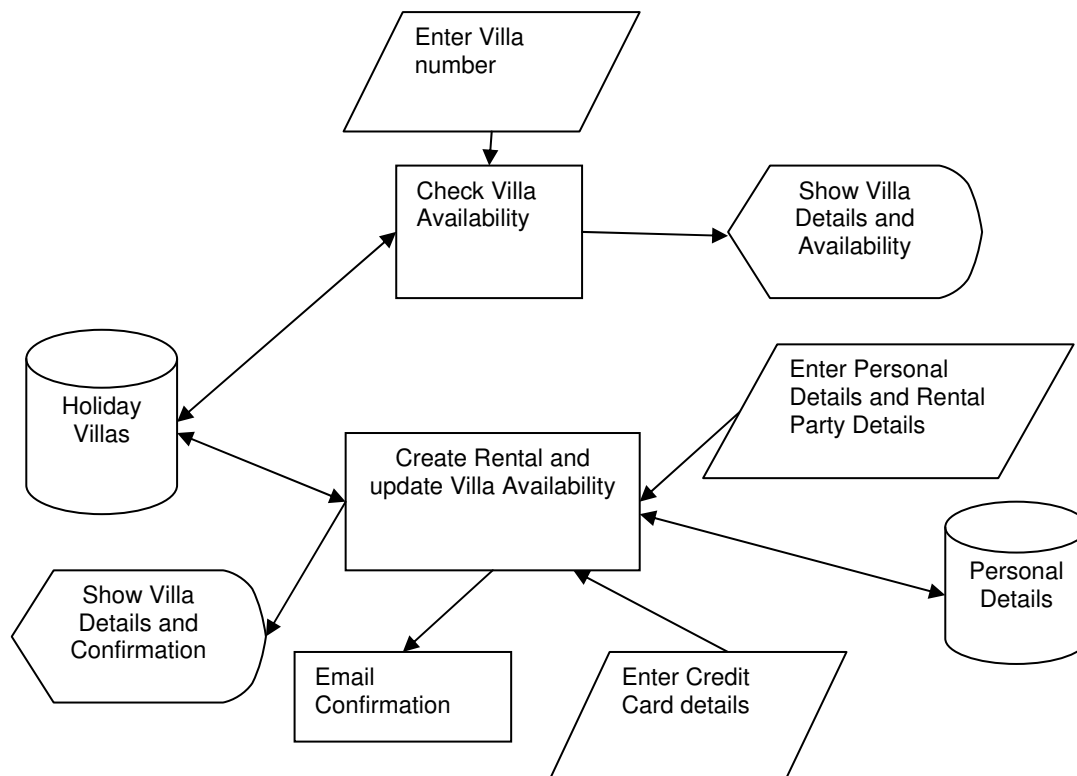 Enter Villa
number
Check Villa
Availability
Show Villa
Details and
Availability
Holiday
Villas
Enter Personal
Details and Rental
Party Details
Create Rental and
update Villa Availability
Personal
Details
Show Villa
Details and
Confirmation
Email
Confirmation
Enter Credit
Card details